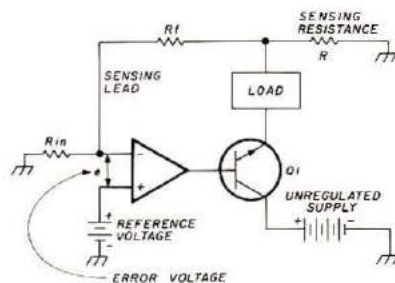 Rf
SENSING
RESISTANCE
R
SENSING
LEAD
LOAD
Rin
-
+
Q1
e
+
-
REFERENCE
VOLTAGE
UNREGULATED
SUPPLY
+
-
ERROR VOLTAGE